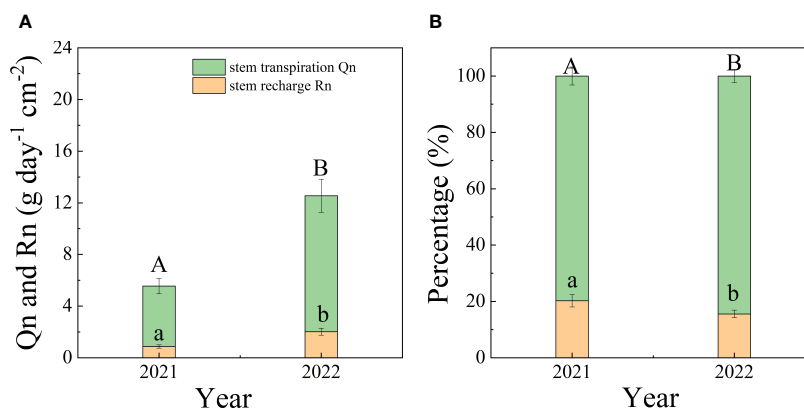 A
Qn and Rn (g day⁻¹ cm⁻²)
24
20
16
12
8
4
0
stem transpiration Qn
stem recharge Rn
A
a
B
b
2021
2022
Year
B
Percentage (%)
100
80
60
40
20
0
A
a
B
b
2021
2022
Year